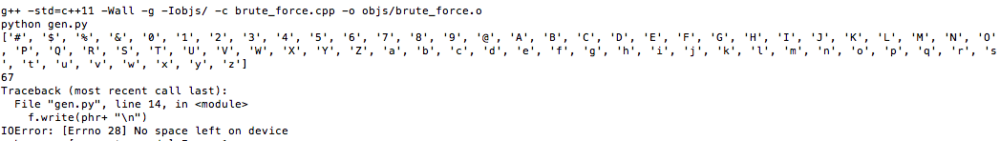 g++ -std=c++11 -Wall -g -Iobjs/ -c brute_force.cpp -o objs/brute_force.o
python gen.py
['#', '$', '%', '&', '0', '1', '2', '3', '4', '5', '6', '7', '8', '9', '@', 'A', 'B', 'C', 'D', 'E', 'F', 'G', 'H', 'I', 'J', 'K', 'L', 'M', 'N', 'O'
, 'P', 'Q', 'R', 'S', 'T', 'U', 'V', 'W', 'X', 'Y', 'Z', 'a', 'b', 'c', 'd', 'e', 'f', 'g', 'h', 'i', 'j', 'k', 'l', 'm', 'n', 'o', 'p', 'q', 'r', 's
', 't', 'u', 'v', 'w', 'x', 'y', 'z']
67
Traceback (most recent call last):
  File "gen.py", line 14, in <module>
    f.write(phr+ "\n")
IOError: [Errno 28] No space left on device